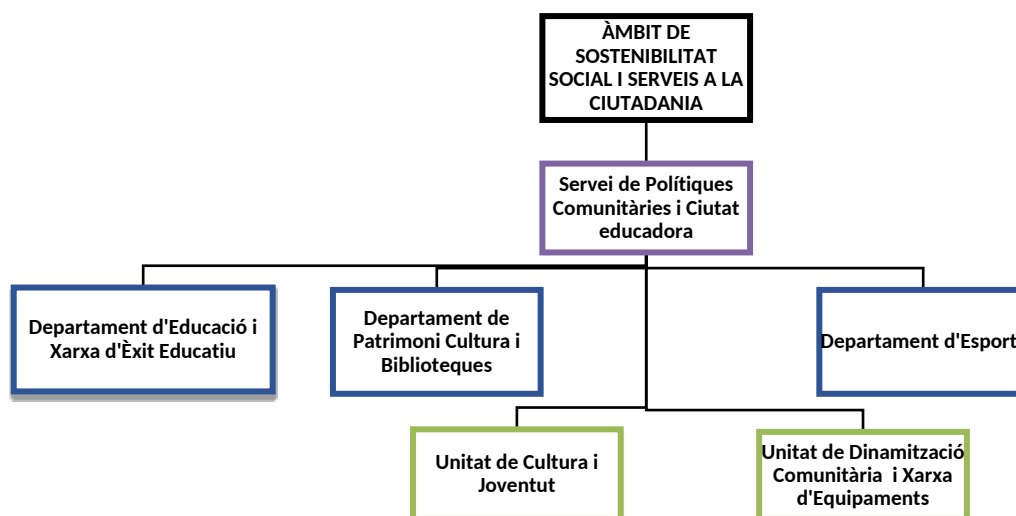 ÀMBIT DE
SOSTENIBILITAT
SOCIAL I SERVEIS A LA
CIUTADANIA
Servei de Polítiques
Comunitàries i Ciutat
educadora
Departament d'Educació i
Xarxa d'Èxit Educatiu
Departament de
Patrimoni Cultura i
Biblioteques
Departament d'Esport
Unitat de Cultura i
Joventut
Unitat de Dinamització
Comunitària i Xarxa
d'Equipaments